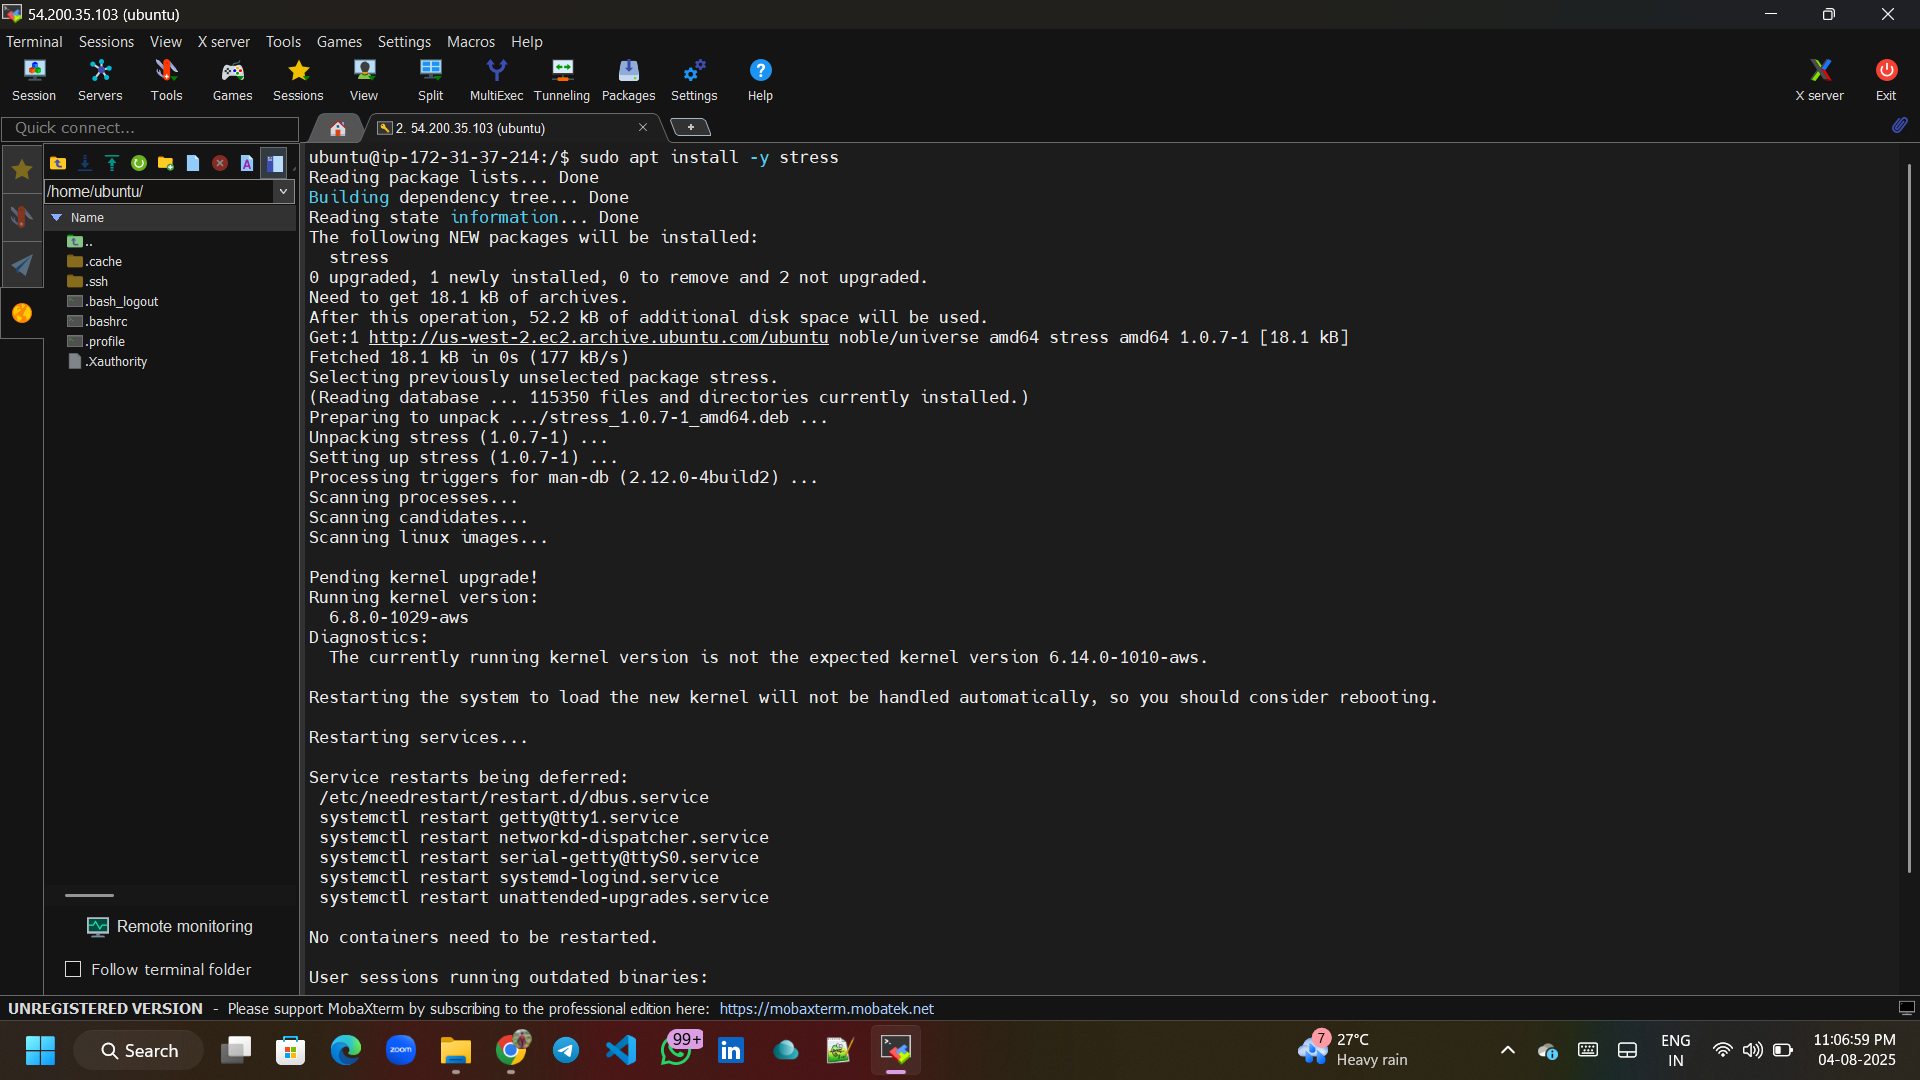 54.200.35.103 (ubuntu)
Terminal Sessions View X server Tools Games Settings Macros Help
Session Servers Tools Games Sessions View Split MultiExec Tunneling Packages Settings Help X server Exit
Quick connect...
2. 54.200.35.103 (ubuntu)
/home/ubuntu/
Name
..
.cache
.ssh
.bash_logout
.bashrc
.profile
.Xauthority
Remote monitoring
Follow terminal folder
ubuntu@ip-172-31-37-214:/$ sudo apt install -y stress
Reading package lists... Done
Building dependency tree... Done
Reading state information... Done
The following NEW packages will be installed:
  stress
0 upgraded, 1 newly installed, 0 to remove and 2 not upgraded.
Need to get 18.1 kB of archives.
After this operation, 52.2 kB of additional disk space will be used.
Get:1 http://us-west-2.ec2.archive.ubuntu.com/ubuntu noble/universe amd64 stress amd64 1.0.7-1 [18.1 kB]
Fetched 18.1 kB in 0s (177 kB/s)
Selecting previously unselected package stress.
(Reading database ... 115350 files and directories currently installed.)
Preparing to unpack .../stress_1.0.7-1_amd64.deb ...
Unpacking stress (1.0.7-1) ...
Setting up stress (1.0.7-1) ...
Processing triggers for man-db (2.12.0-4build2) ...
Scanning processes...
Scanning candidates...
Scanning linux images...
Pending kernel upgrade!
Running kernel version:
  6.8.0-1029-aws
Diagnostics:
  The currently running kernel version is not the expected kernel version 6.14.0-1010-aws.
Restarting the system to load the new kernel will not be handled automatically, so you should consider rebooting.
Restarting services...
Service restarts being deferred:
 /etc/needrestart/restart.d/dbus.service
 systemctl restart getty@tty1.service
 systemctl restart networkd-dispatcher.service
 systemctl restart serial-getty@ttyS0.service
 systemctl restart systemd-logind.service
 systemctl restart unattended-upgrades.service
No containers need to be restarted.
User sessions running outdated binaries:
UNREGISTERED VERSION - Please support MobaXterm by subscribing to the professional edition here: https://mobaxterm.mobatek.net
Search
zoom
99+
in
7
27°C
Heavy rain
ENG
IN
11:06:59 PM
04-08-2025